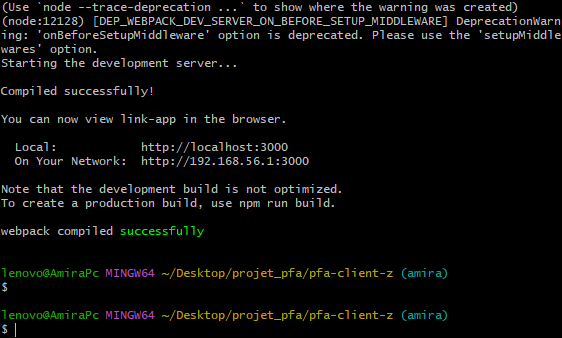 (Use `node --trace-deprecation ...` to show where the warning was created)
(node:12128) [DEP_WEBPACK_DEV_SERVER_ON_BEFORE_SETUP_MIDDLEWARE] DeprecationWarn
ing: 'onBeforeSetupMiddleware' option is deprecated. Please use the 'setupMiddle
wares' option.
Starting the development server...
Compiled successfully!
You can now view link-app in the browser.
Local: http://localhost:3000
On Your Network: http://192.168.56.1:3000
Note that the development build is not optimized.
To create a production build, use npm run build.
webpack compiled successfully
lenovo@AmiraPc MINGW64 ~/Desktop/projet_pfa/pfa-client-z (amira)
$
lenovo@AmiraPc MINGW64 ~/Desktop/projet_pfa/pfa-client-z (amira)
$